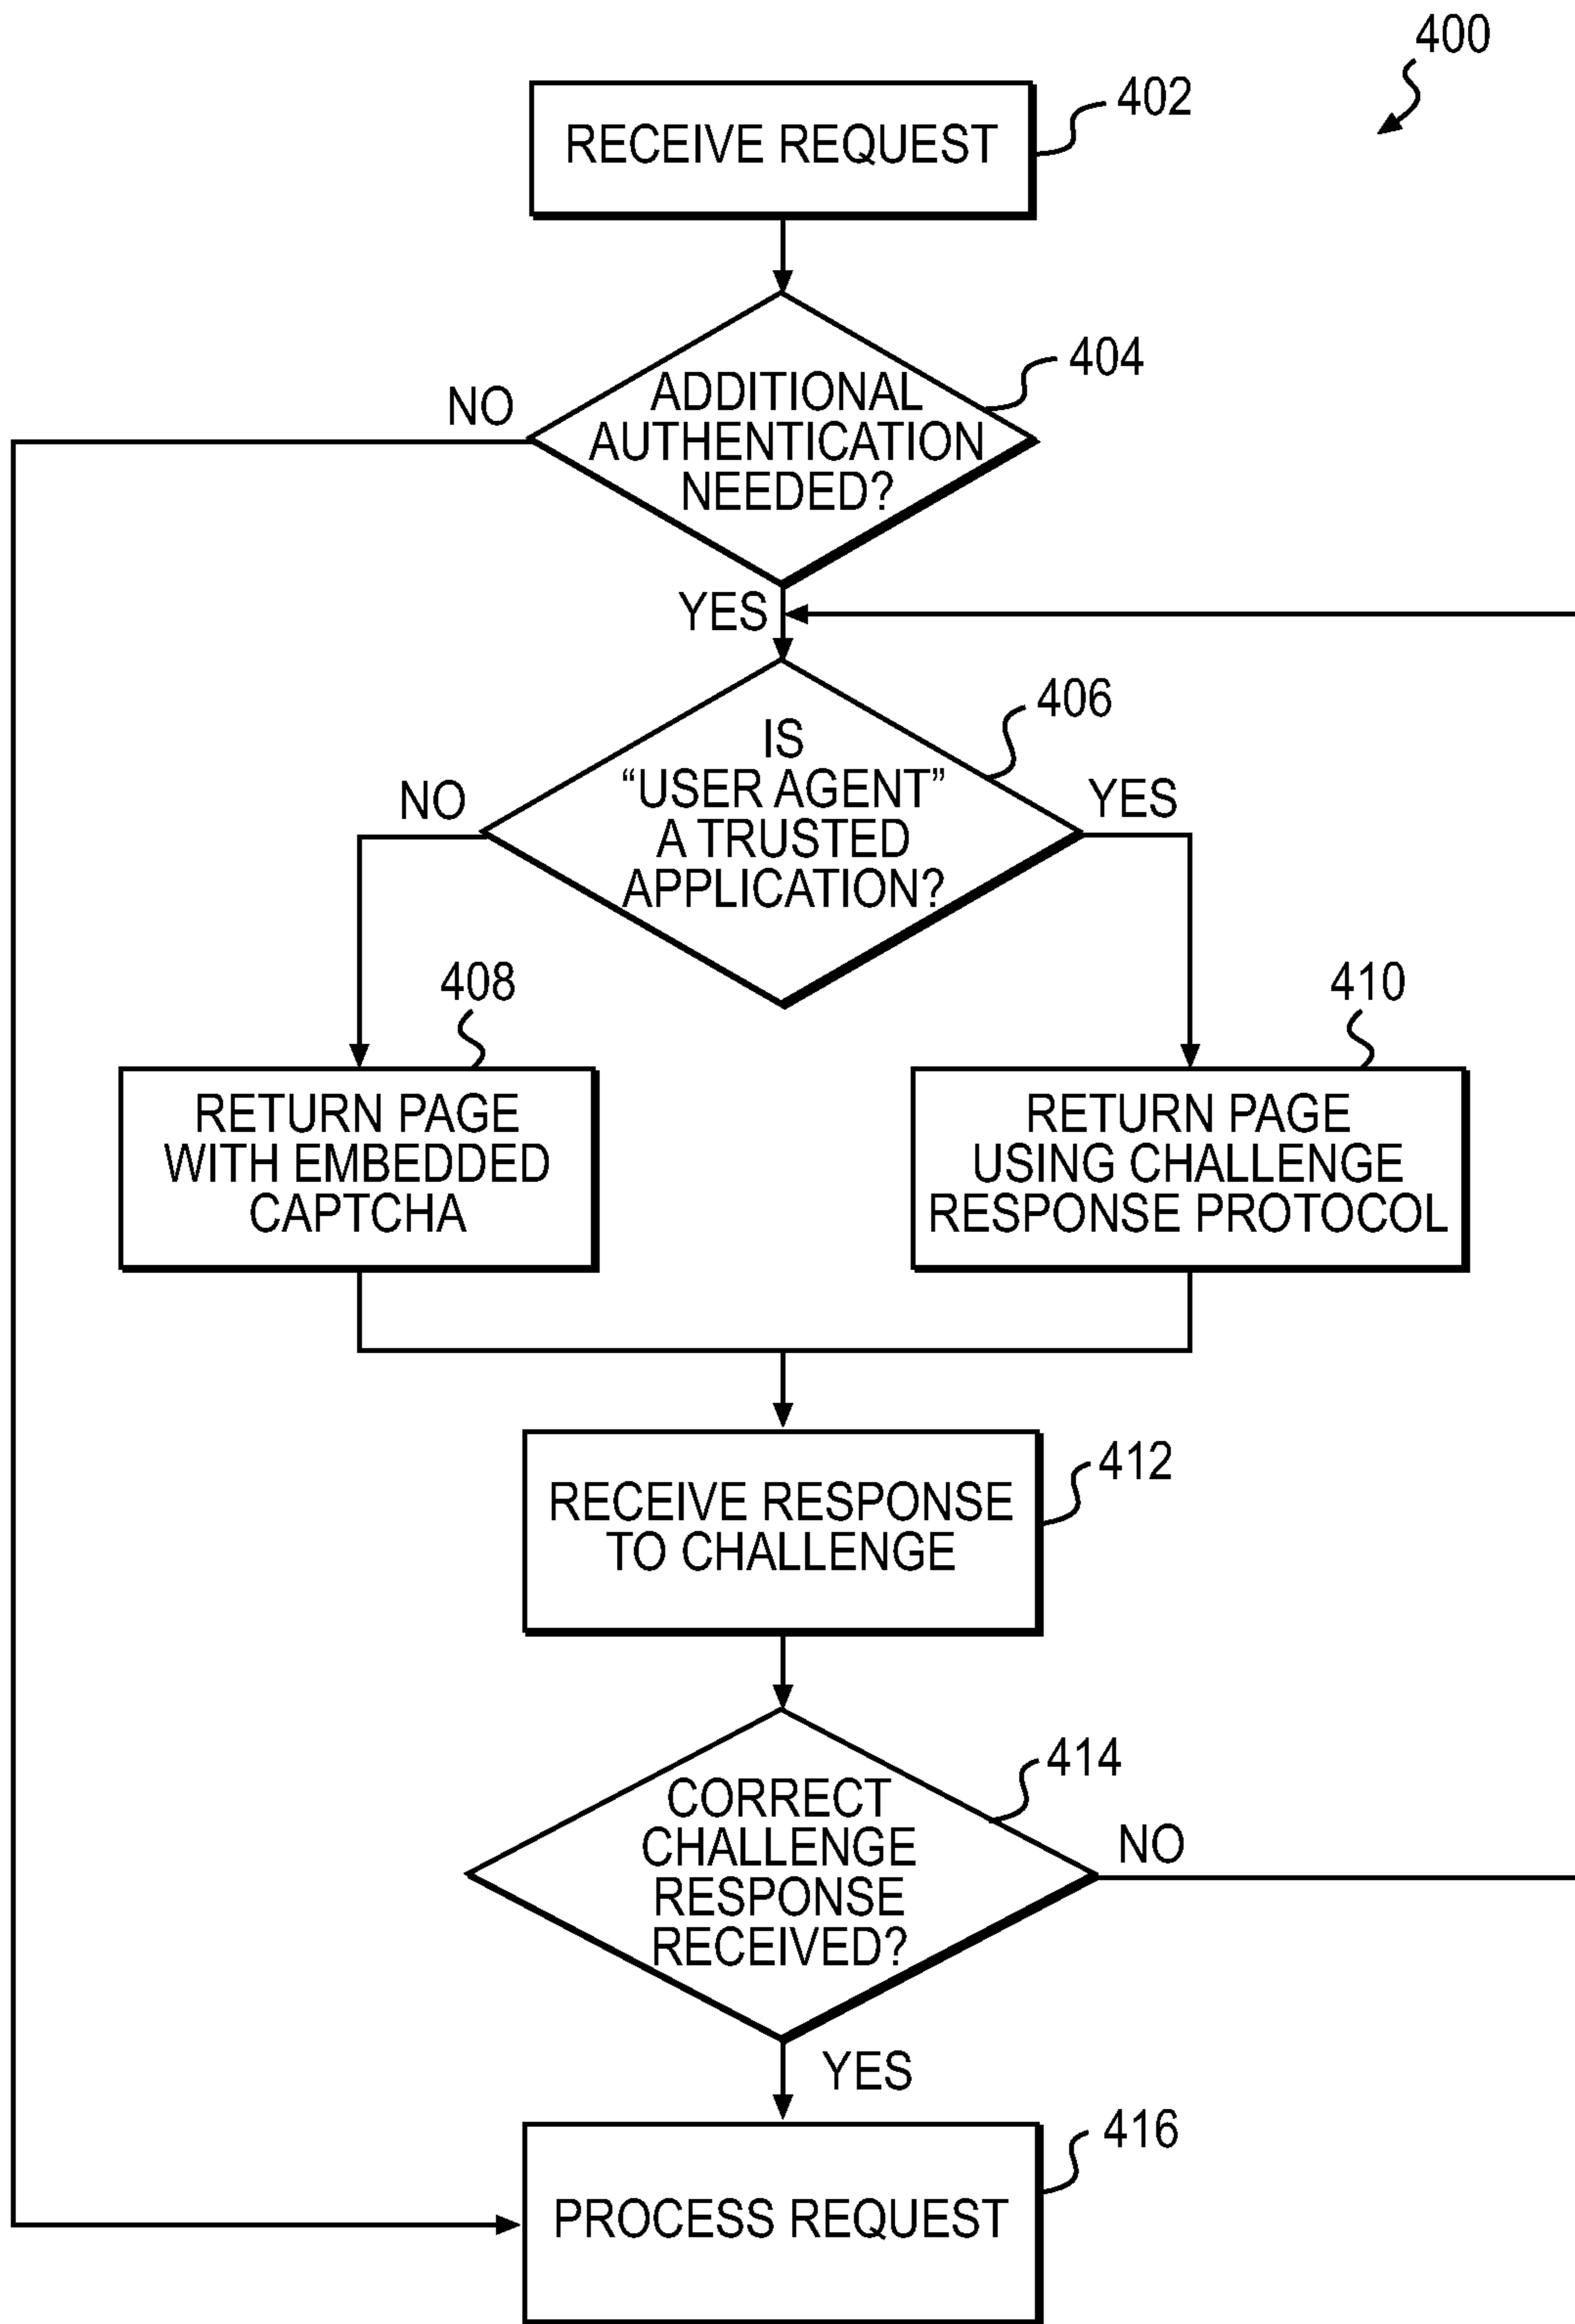 400
402
RECEIVE REQUEST
404
NO
ADDITIONAL
AUTHENTICATION
NEEDED?
YES
406
IS
“USER AGENT”
A TRUSTED
APPLICATION?
NO
YES
408
410
RETURN PAGE
WITH EMBEDDED
CAPTCHA
RETURN PAGE
USING CHALLENGE
RESPONSE PROTOCOL
412
RECEIVE RESPONSE
TO CHALLENGE
414
CORRECT
CHALLENGE
RESPONSE
RECEIVED?
NO
YES
416
PROCESS REQUEST